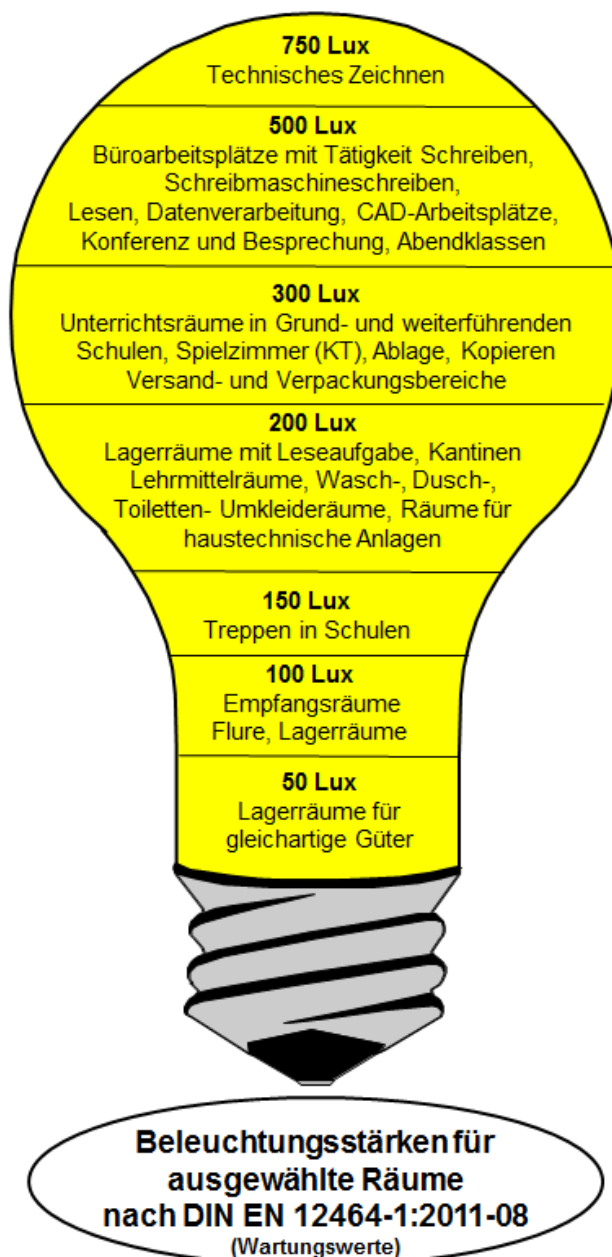 750 Lux
Technisches Zeichnen
500 Lux
Büroarbeitsplätze mit Tätigkeit Schreiben,
Schreibmaschineschreiben,
Lesen, Datenverarbeitung, CAD-Arbeitsplätze,
Konferenz und Besprechung, Abendklassen
300 Lux
Unterrichtsräume in Grund- und weiterführenden
Schulen, Spielzimmer (KT), Ablage, Kopieren
Versand- und Verpackungsbereiche
200 Lux
Lagerräume mit Leseaufgabe, Kantinen
Lehrmittelräume, Wasch-, Dusch-,
Toiletten- Umkleideräume, Räume für
haustechnische Anlagen
150 Lux
Treppen in Schulen
100 Lux
Empfangsräume
Flure, Lagerräume
50 Lux
Lagerräume für
gleichartige Güter
Beleuchtungsstärken für
ausgewählte Räume
nach DIN EN 12464-1:2011-08
(Wartungswerte)